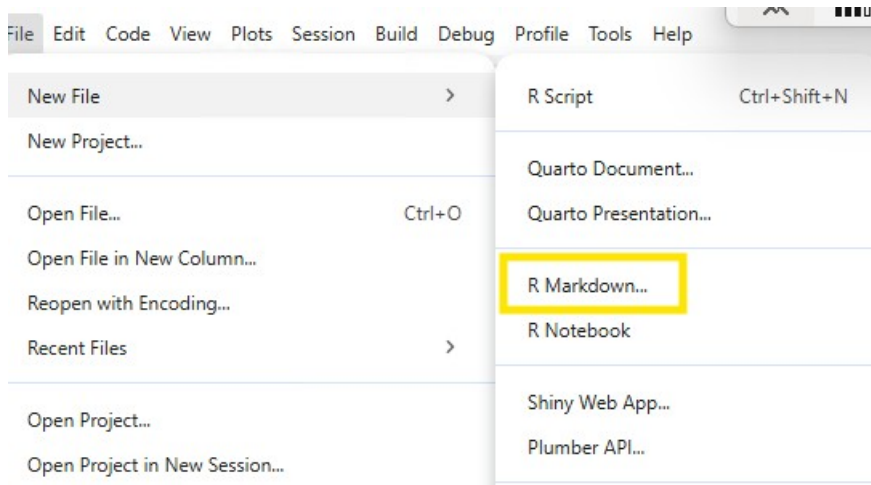 File Edit Code View Plots Session Build Debug Profile Tools Help
New File
New Project...
Open File... Ctrl+O
Open File in New Column...
Reopen with Encoding...
Recent Files
Open Project...
Open Project in New Session...
R Script Ctrl+Shift+N
Quarto Document...
Quarto Presentation...
R Markdown...
R Notebook
Shiny Web App...
Plumber API...